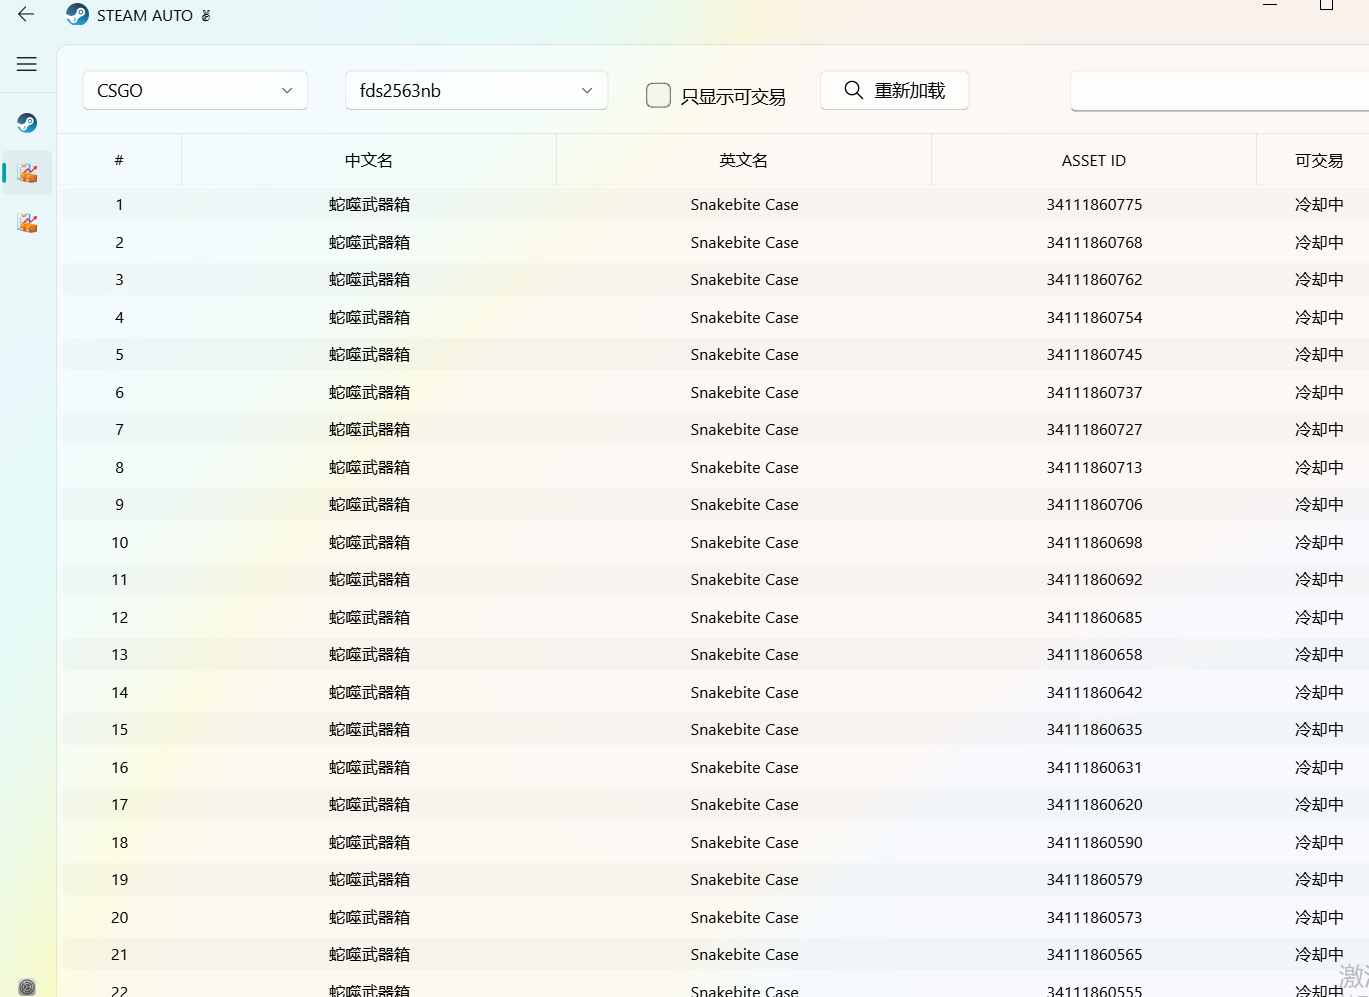 STEAM AUTO ✌
CSGO fds2563nb 只显示可交易 重新加载
# 中文名 英文名 ASSET ID 可交易
1 蛇噬武器箱 Snakebite Case 34111860775 冷却中
2 蛇噬武器箱 Snakebite Case 34111860768 冷却中
3 蛇噬武器箱 Snakebite Case 34111860762 冷却中
4 蛇噬武器箱 Snakebite Case 34111860754 冷却中
5 蛇噬武器箱 Snakebite Case 34111860745 冷却中
6 蛇噬武器箱 Snakebite Case 34111860737 冷却中
7 蛇噬武器箱 Snakebite Case 34111860727 冷却中
8 蛇噬武器箱 Snakebite Case 34111860713 冷却中
9 蛇噬武器箱 Snakebite Case 34111860706 冷却中
10 蛇噬武器箱 Snakebite Case 34111860698 冷却中
11 蛇噬武器箱 Snakebite Case 34111860692 冷却中
12 蛇噬武器箱 Snakebite Case 34111860685 冷却中
13 蛇噬武器箱 Snakebite Case 34111860658 冷却中
14 蛇噬武器箱 Snakebite Case 34111860642 冷却中
15 蛇噬武器箱 Snakebite Case 34111860635 冷却中
16 蛇噬武器箱 Snakebite Case 34111860631 冷却中
17 蛇噬武器箱 Snakebite Case 34111860620 冷却中
18 蛇噬武器箱 Snakebite Case 34111860590 冷却中
19 蛇噬武器箱 Snakebite Case 34111860579 冷却中
20 蛇噬武器箱 Snakebite Case 34111860573 冷却中
21 蛇噬武器箱 Snakebite Case 34111860565 冷却中
22 蛇噬武器箱 Snakebite Case 34111860555 冷却中
激